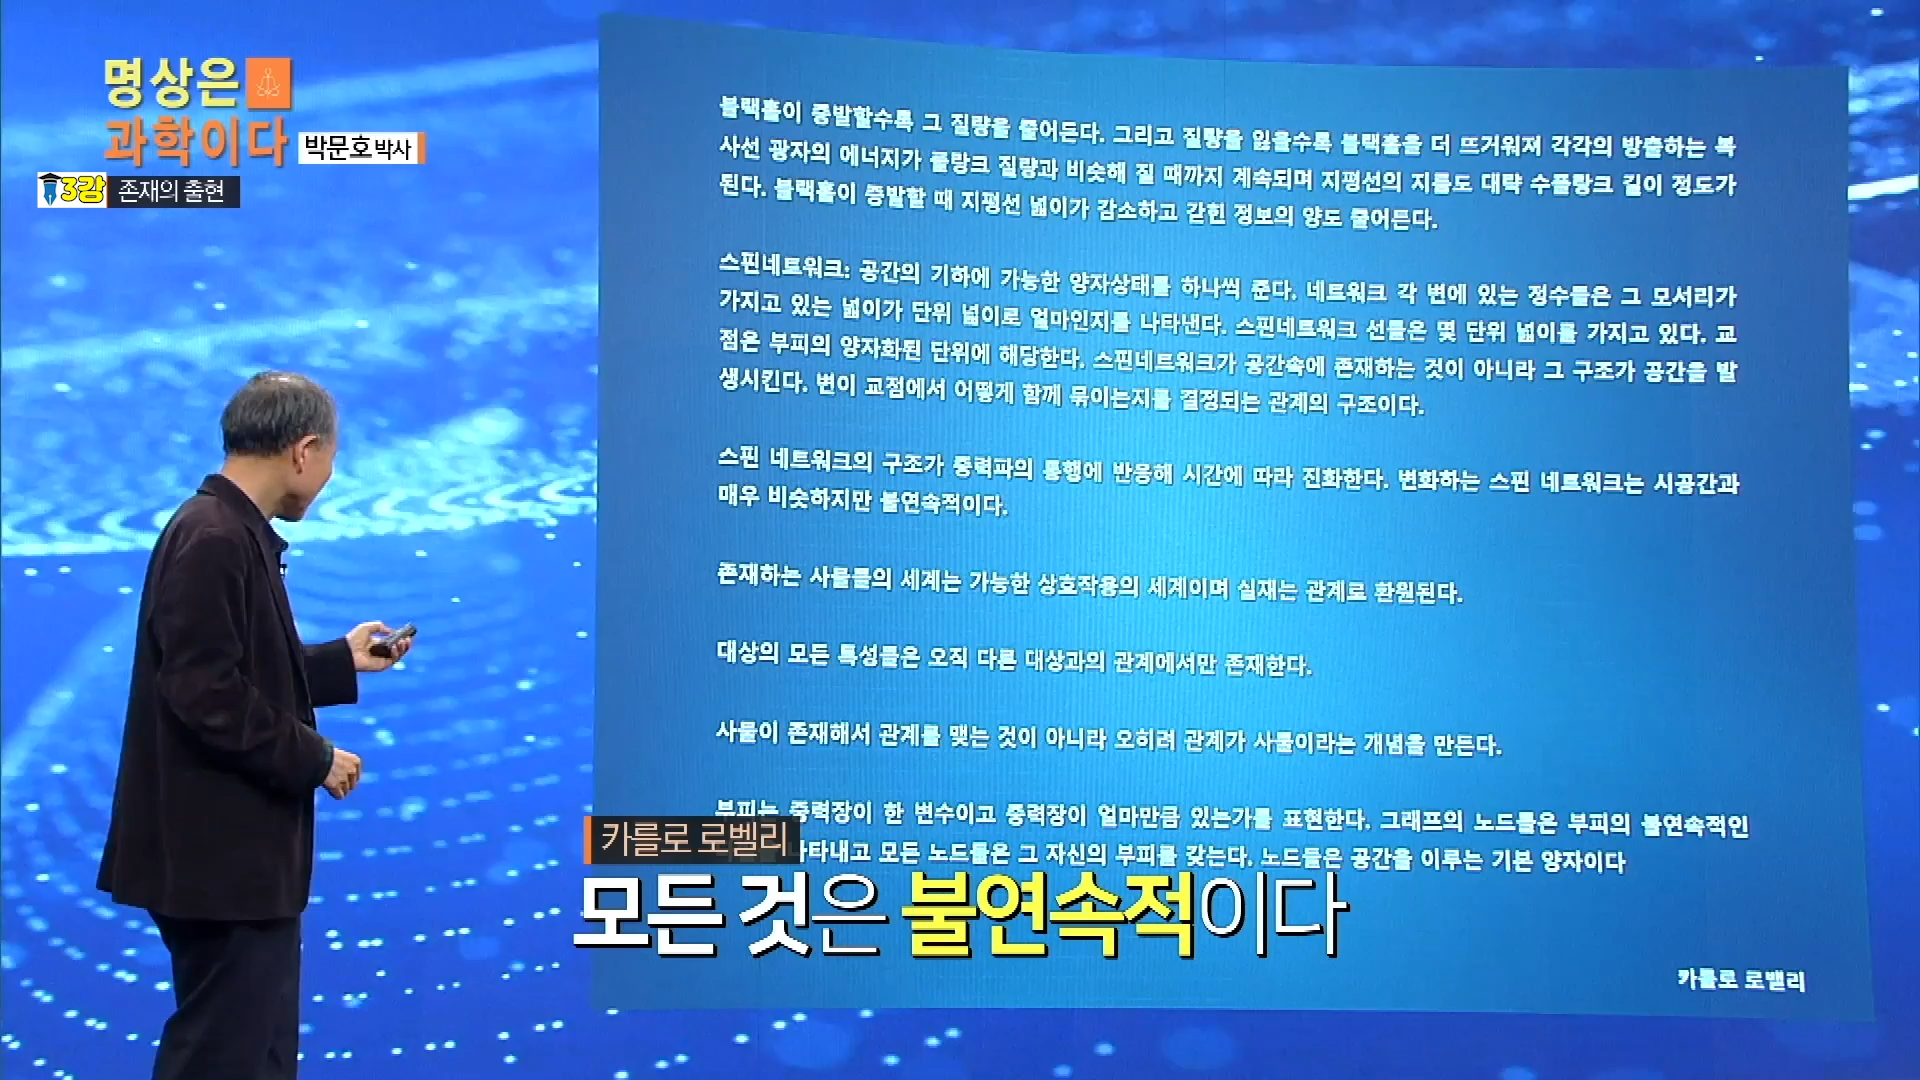 명상은
과학이다 박문호 박사
3강 존재의 출현
블랙홀이 증발할수록 그 질량을 줄어든다. 그리고 질량을 잃을수록 블랙홀을 더 뜨거워져 각각의 방출하는 복
사선 광자의 에너지가 플랑크 질량과 비슷해 질 때까지 계속되며 지평선의 지름도 대략 수플랑크 길이 정도가
된다. 블랙홀이 증발할 때 지평선 넓이가 감소하고 갇힌 정보의 양도 줄어든다.
스핀네트워크: 공간의 기하에 가능한 양자상태를 하나씩 준다. 네트워크 각 변에 있는 정수들은 그 모서리가
가지고 있는 넓이가 단위 넓이로 얼마인지를 나타낸다. 스핀네트워크 선들은 몇 단위 넓이를 가지고 있다. 교
점은 부피의 양자화된 단위에 해당한다. 스핀네트워크가 공간속에 존재하는 것이 아니라 그 구조가 공간을 발
생시킨다. 변이 교점에서 어떻게 함께 묶이는지를 결정되는 관계의 구조이다.
스핀 네트워크의 구조가 중력파의 통행에 반응해 시간에 따라 진화한다. 변화하는 스핀 네트워크는 시공간과
매우 비슷하지만 불연속적이다.
존재하는 사물들의 세계는 가능한 상호작용의 세계이며 실재는 관계로 환원된다.
대상의 모든 특성들은 오직 다른 대상과의 관계에서만 존재한다.
사물이 존재해서 관계를 맺는 것이 아니라 오히려 관계가 사물이라는 개념을 만든다.
부피는 중력장이 한 변수이고 중력장이 얼마만큼 있는가를 표현한다. 그래프의 노드들은 부피의 불연속적인
나타내고 모든 노드들은 그 자신의 부피를 갖는다. 노드들은 공간을 이루는 기본 양자이다
카를로 로벨리
모든 것은 불연속적이다
카를로 로벨리